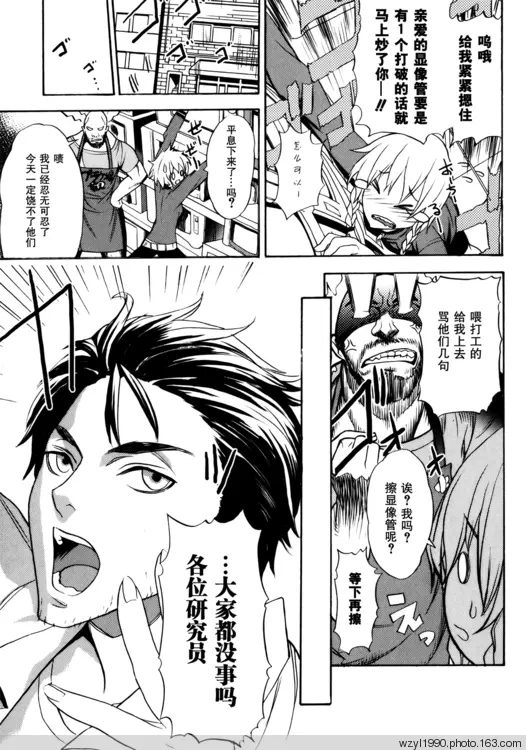 呜哦
给我紧紧摁住
亲爱的显像管要是
有1个打破的话就
马上炒了你
—!!
怎么可以—!
平息下来了…吗?
啧
我已经忍无可忍了
今天一定饶不了他们
喂打工的
给我上去
骂他们几句
诶?我吗?
擦显像管呢?
等下再擦
…大家都没事吗
各位研究员
wzyl1990.photo.163.com